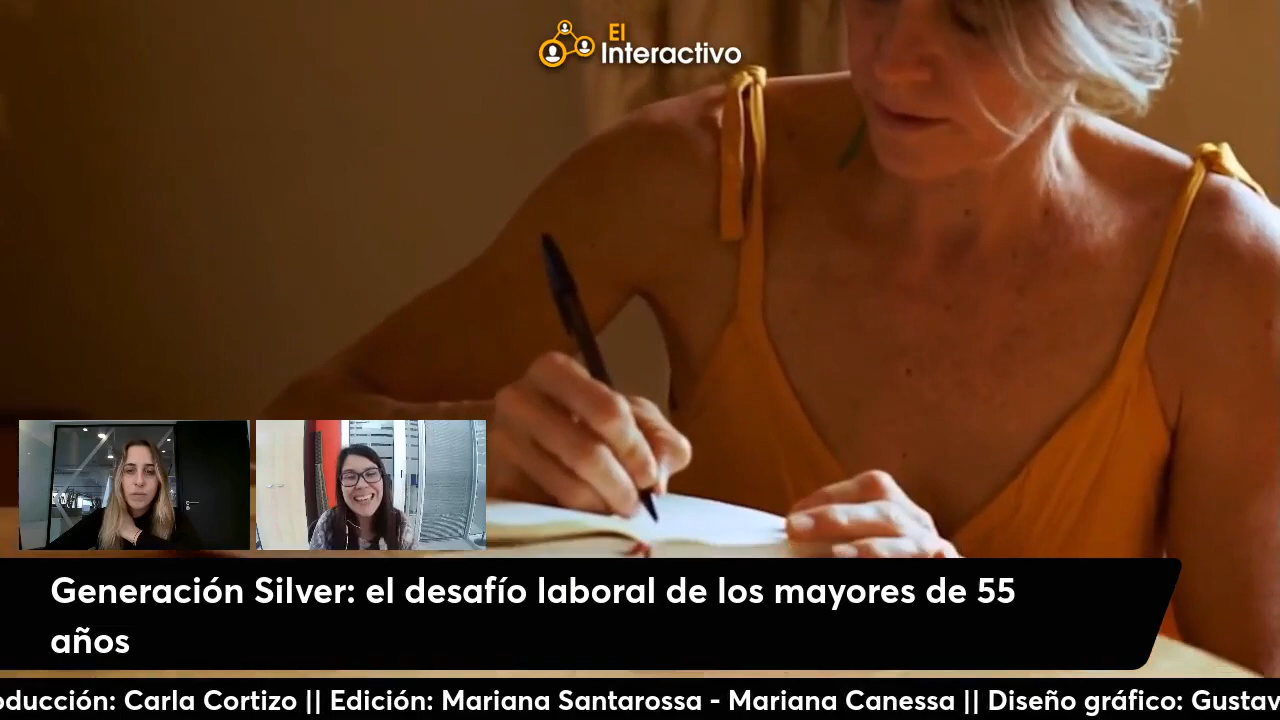 El
Interactivo
Generación Silver: el desafío laboral de los mayores de 55
años
oducción: Carla Cortizo || Edición: Mariana Santarossa - Mariana Canessa || Diseño gráfico: Gustav